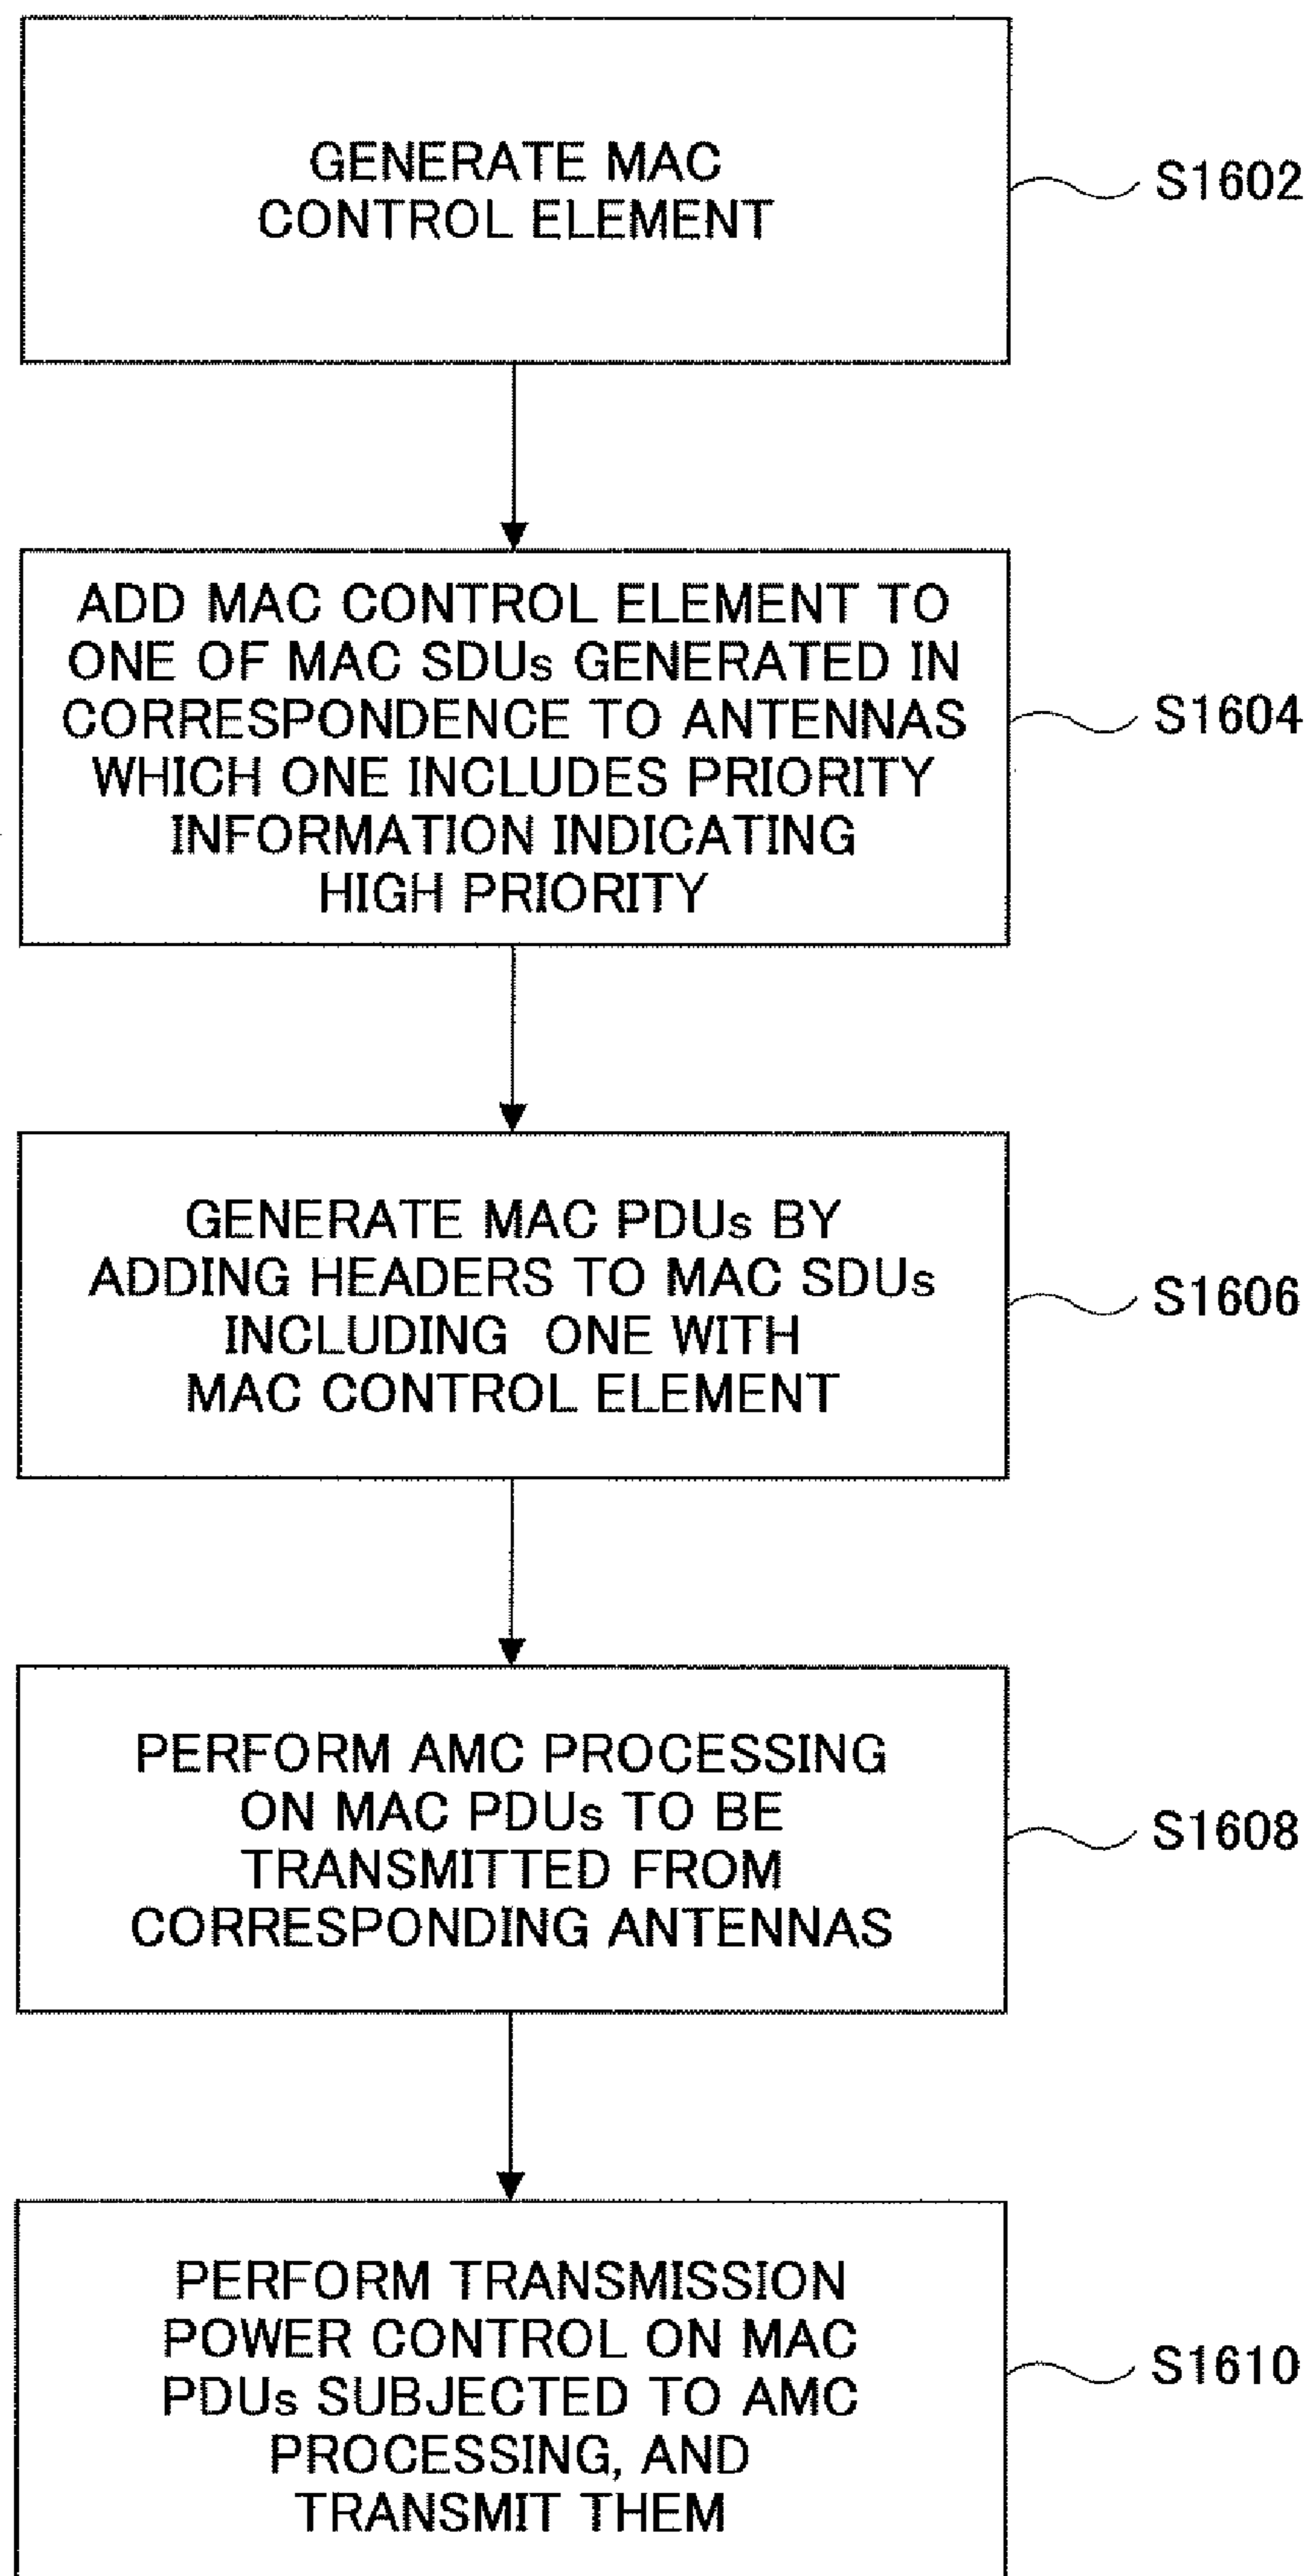 GENERATE MAC
CONTROL ELEMENT
S1602
ADD MAC CONTROL ELEMENT TO
ONE OF MAC SDUs GENERATED IN
CORRESPONDENCE TO ANTENNAS
WHICH ONE INCLUDES PRIORITY
INFORMATION INDICATING
HIGH PRIORITY
S1604
GENERATE MAC PDUs BY
ADDING HEADERS TO MAC SDUs
INCLUDING ONE WITH
MAC CONTROL ELEMENT
S1606
PERFORM AMC PROCESSING
ON MAC PDUs TO BE
TRANSMITTED FROM
CORRESPONDING ANTENNAS
S1608
PERFORM TRANSMISSION
POWER CONTROL ON MAC
PDUs SUBJECTED TO AMC
PROCESSING, AND
TRANSMIT THEM
S1610